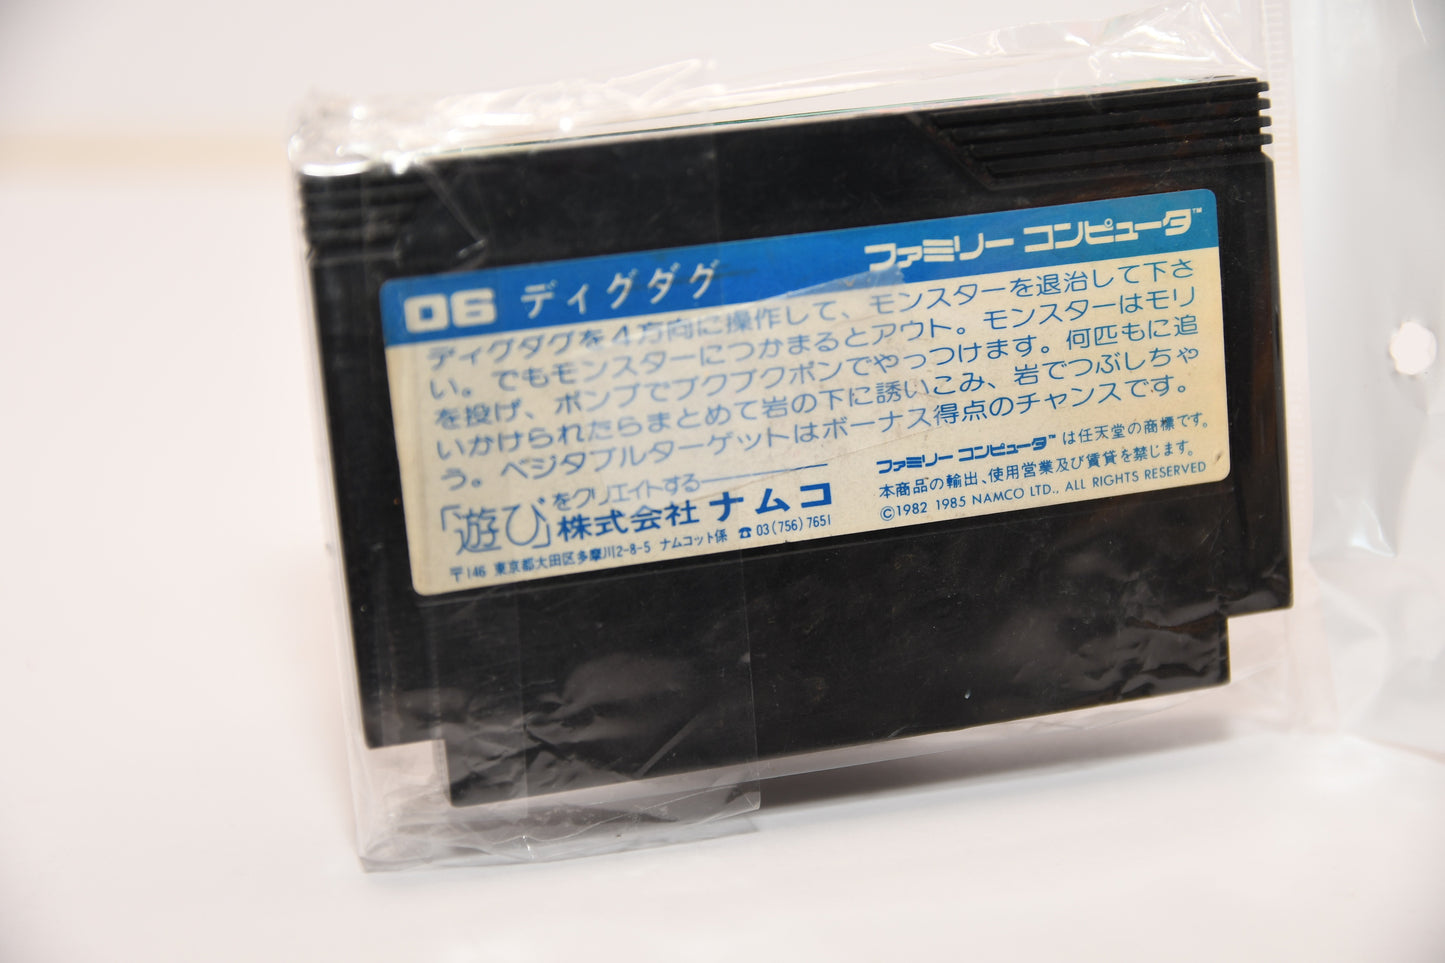 06 ディグダグ ファミリー コンピュータ™
ディグダグを4方向に操作して、モンスターを退治して下さ
い。でもモンスターにつかまるとアウト。モンスターはモリ
を投げ、ポンプでプクプクポンでやっつけます。何匹もに追
いかけられたらまとめて岩の下に誘いこみ、岩でつぶしちゃ
う。ベジタブルターゲットはボーナス得点のチャンスです。
「遊び」をクリエイトする
株式会社ナムコ
〒146 東京都大田区多摩川2-8-5 ナムコット係 ☎03(756)7651
ファミリー コンピュータ™は任天堂の商標です。
本商品の輸出、使用営業及び賃貸を禁じます。
©1982 1985 NAMCO LTD., ALL RIGHTS RESERVED